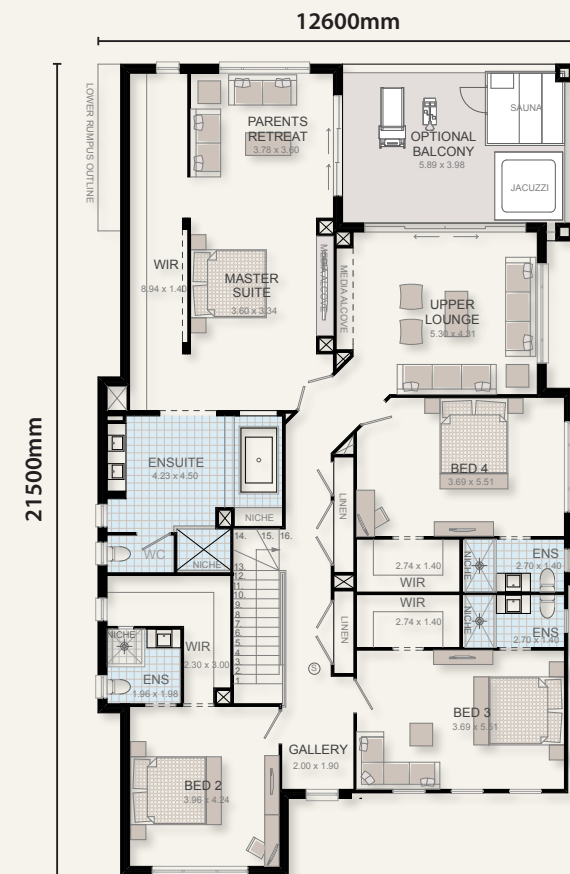 12600mm
21500mm
LOWER RUMPUS OUTLINE
PARENTS
RETREAT
3.78 x 3.60
OPTIONAL
BALCONY
5.89 x 3.98
SAUNA
JACUZZI
WIR
8.94 x 1.40
MASTER
SUITE
3.60 x 3.34
MEDIA ALCOVE
MEDIA ALCOVE
UPPER
LOUNGE
5.30 x 4.31
ENSUITE
4.23 x 4.50
NICHE
WC
NICHE
14. 15. 16.
13.
12.
11.
10.
9.
8.
7.
6.
5.
4.
3.
2.
1.
LINEN
BED 4
3.69 x 5.51
2.74 x 1.40
WIR
NICHE
ENS
2.70 x 1.40
WIR
2.74 x 1.40
NICHE
ENS
2.70 x 1.40
LINEN
S
NICHE
WIR
2.30 x 3.00
ENS
1.96 x 1.98
BED 3
3.69 x 5.51
GALLERY
2.00 x 1.90
BED 2
3.96 x 4.24